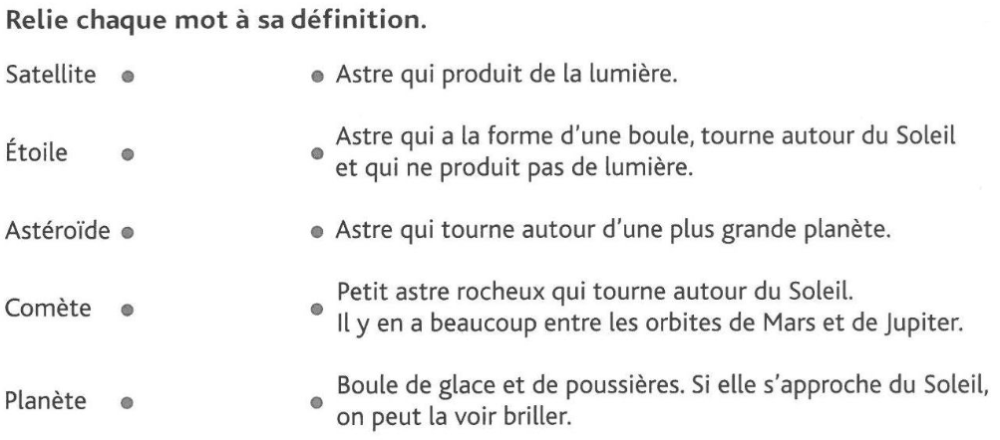 Relie chaque mot à sa définition.
Satellite
Astre qui produit de la lumière.
Étoile
Astre qui a la forme d'une boule, tourne autour du Soleil
et qui ne produit pas de lumière.
Astéroïde
Astre qui tourne autour d'une plus grande planète.
Comète
Petit astre rocheux qui tourne autour du Soleil.
Il y en a beaucoup entre les orbites de Mars et de Jupiter.
Planète
Boule de glace et de poussières. Si elle s'approche du Soleil,
on peut la voir briller.